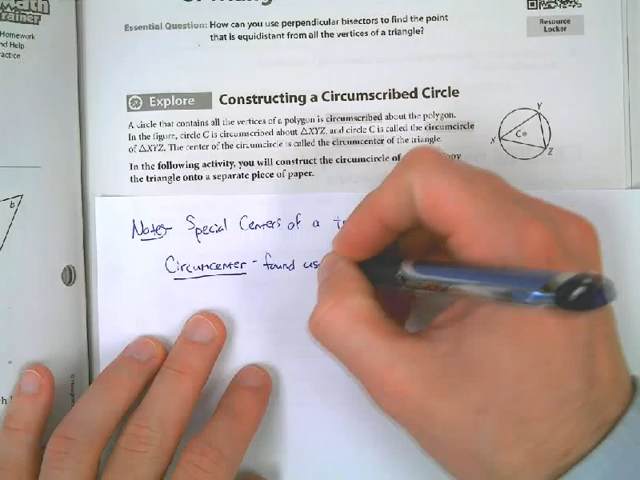 Math
Trainer
Homework
nd Help
ractice
Essential Question: How can you use perpendicular bisectors to find the point
that is equidistant from all the vertices of a triangle?
Resource
Locker
Explore Constructing a Circumscribed Circle
A circle that contains all the vertices of a polygon is circumscribed about the polygon.
In the figure, circle C is circumscribed about △XYZ, and circle C is called the circumcircle
of △XYZ. The center of the circumcircle is called the circumcenter of the triangle.
In the following activity, you will construct the circumcircle of
the triangle onto a separate piece of paper.
Y
C
X
Z
b
Notes Special Centers of a
Circumcenter - found us